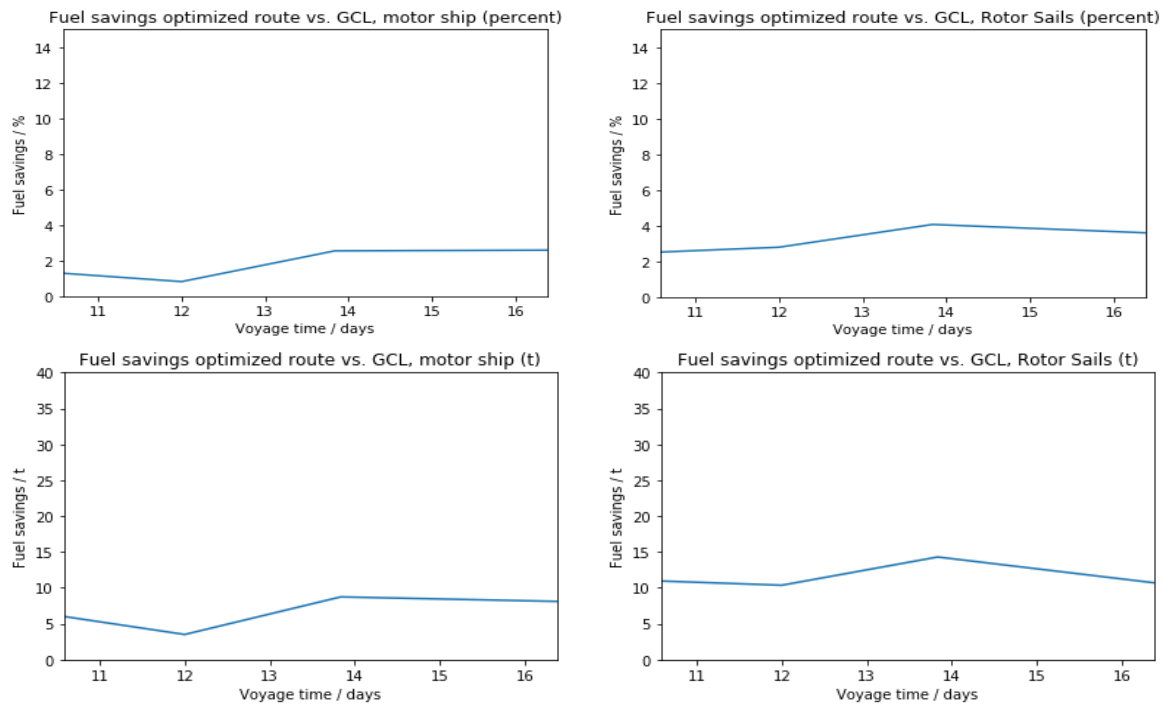 Fuel savings optimized route vs. GCL, motor ship (percent)
14
12
10
8
6
4
2
0
Fuel savings / %
11 12 13 14 15 16
Voyage time / days
Fuel savings optimized route vs. GCL, Rotor Sails (percent)
14
12
10
8
6
4
2
0
Fuel savings / %
11 12 13 14 15 16
Voyage time / days
Fuel savings optimized route vs. GCL, motor ship (t)
40
35
30
25
20
15
10
5
0
Fuel savings / t
11 12 13 14 15 16
Voyage time / days
Fuel savings optimized route vs. GCL, Rotor Sails (t)
40
35
30
25
20
15
10
5
0
Fuel savings / t
11 12 13 14 15 16
Voyage time / days